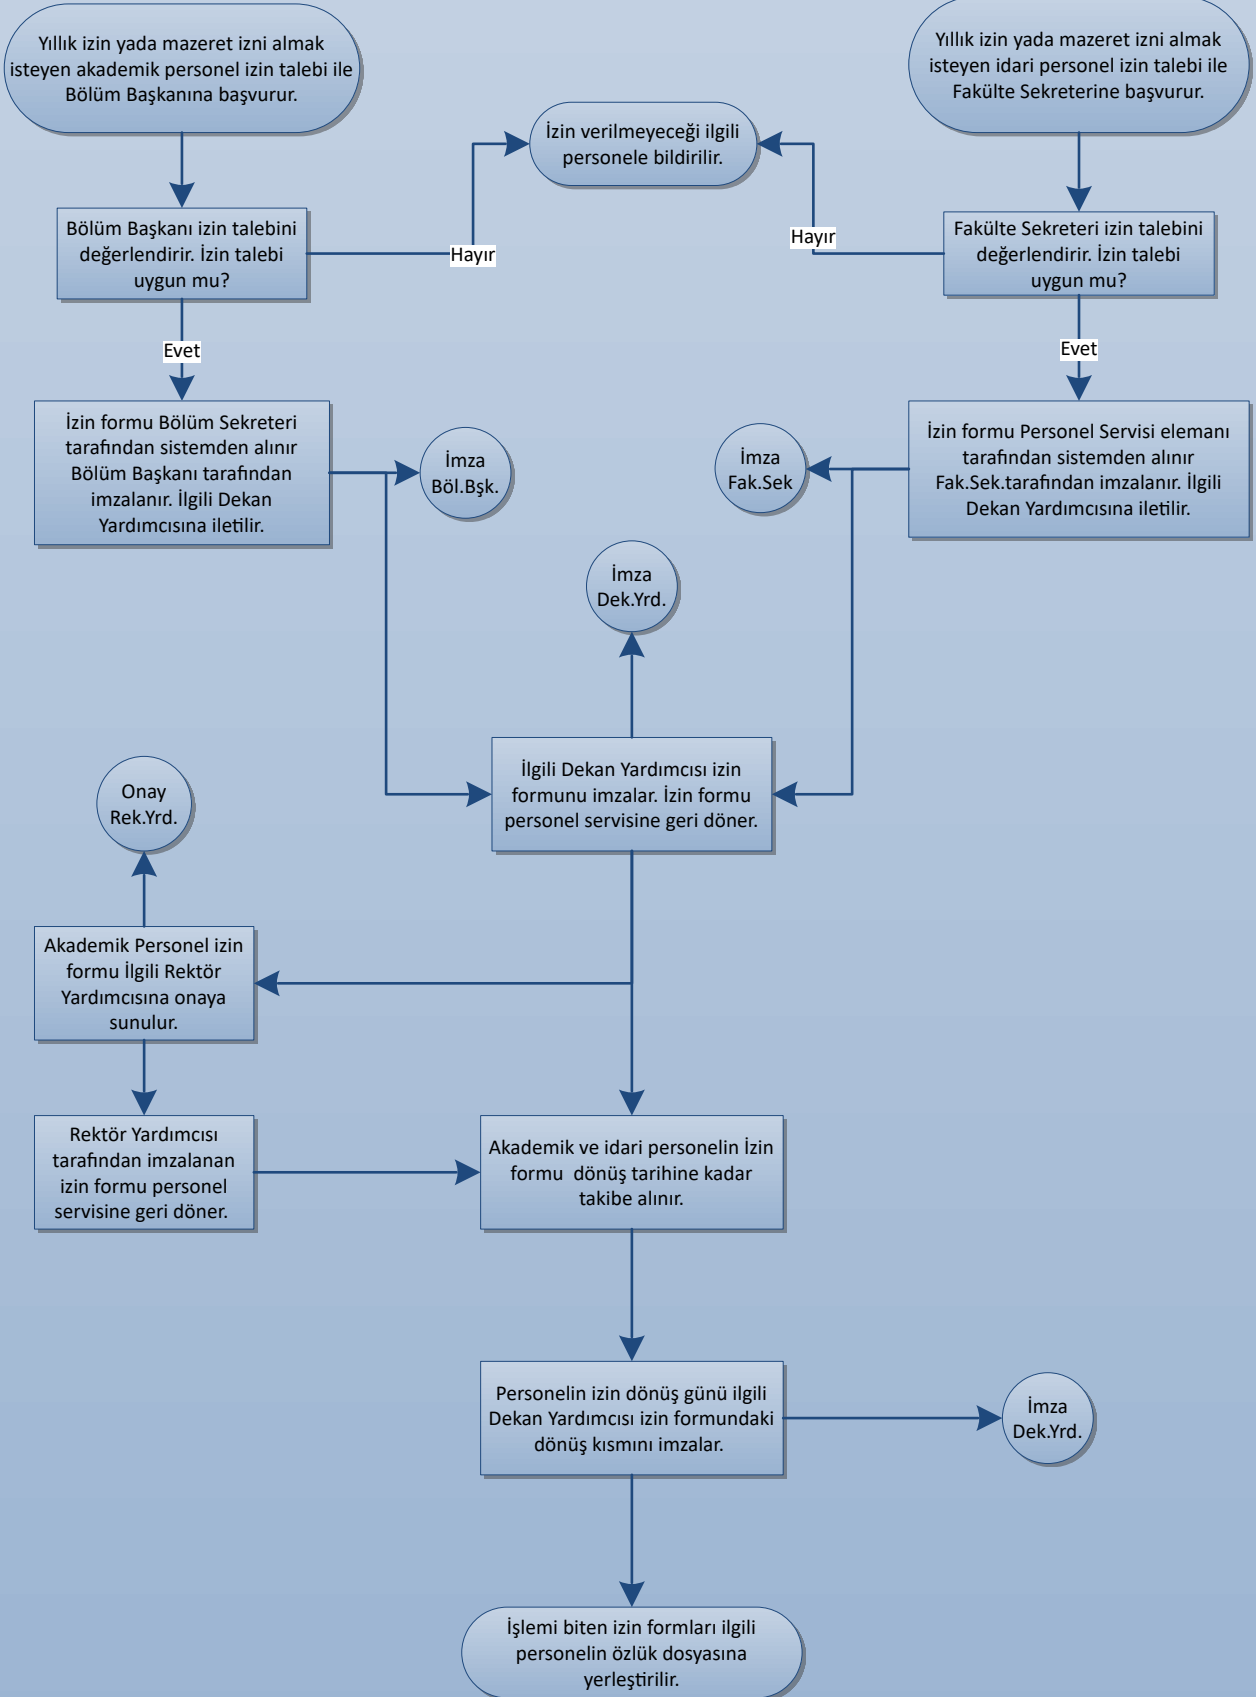 Yıllık izin yada mazeret izni almak
isteyen akademik personel izin talebi ile
Bölüm Başkanına başvurur.
Yıllık izin yada mazeret izni almak
isteyen idari personel izin talebi ile
Fakülte Sekreterine başvurur.
İzin verilmeyeceği ilgili
personele bildirilir.
Bölüm Başkanı izin talebini
değerlendirir. İzin talebi
uygun mu?
Hayır
Hayır
Fakülte Sekreteri izin talebini
değerlendirir. İzin talebi
uygun mu?
Evet
Evet
İzin formu Bölüm Sekreteri
tarafından sistemden alınır
Bölüm Başkanı tarafından
imzalanır. İlgili Dekan
Yardımcısına iletilir.
İmza
Böl.Bşk.
İmza
Fak.Sek
İzin formu Personel Servisi elemanı
tarafından sistemden alınır
Fak.Sek.tarafından imzalanır. İlgili
Dekan Yardımcısına iletilir.
İmza
Dek.Yrd.
İlgili Dekan Yardımcısı izin
formunu imzalar. İzin formu
personel servisine geri döner.
Onay
Rek.Yrd.
Akademik Personel izin
formu İlgili Rektör
Yardımcısına onaya
sunulur.
Rektör Yardımcısı
tarafından imzalanan
izin formu personel
servisine geri döner.
Akademik ve idari personelin İzin
formu  dönüş tarihine kadar
takibe alınır.
Personelin izin dönüş günü ilgili
Dekan Yardımcısı izin formundaki
dönüş kısmını imzalar.
İmza
Dek.Yrd.
İşlemi biten izin formları ilgili
personelin özlük dosyasına
yerleştirilir.